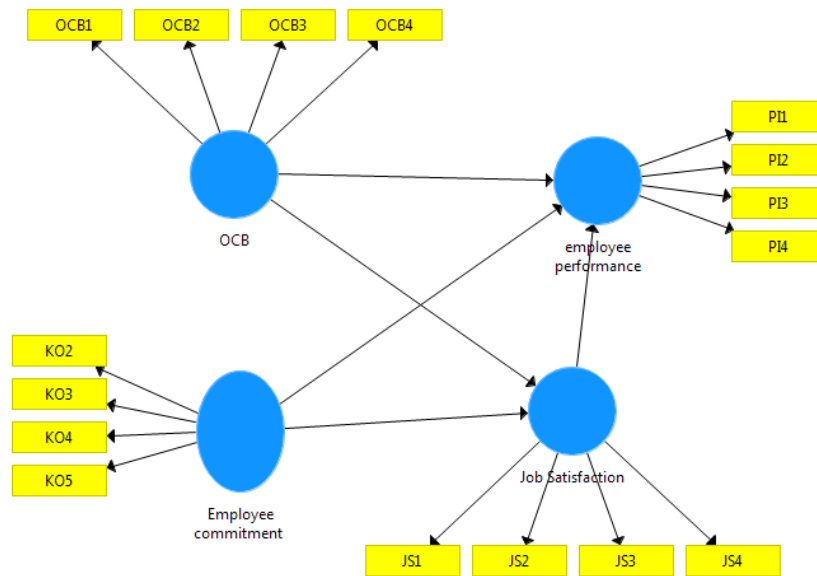 OCB1
OCB2
OCB3
OCB4
OCB
PI1
PI2
PI3
PI4
employee
performance
KO2
KO3
KO4
KO5
Employee
commitment
Job Satisfaction
JS1
JS2
JS3
JS4